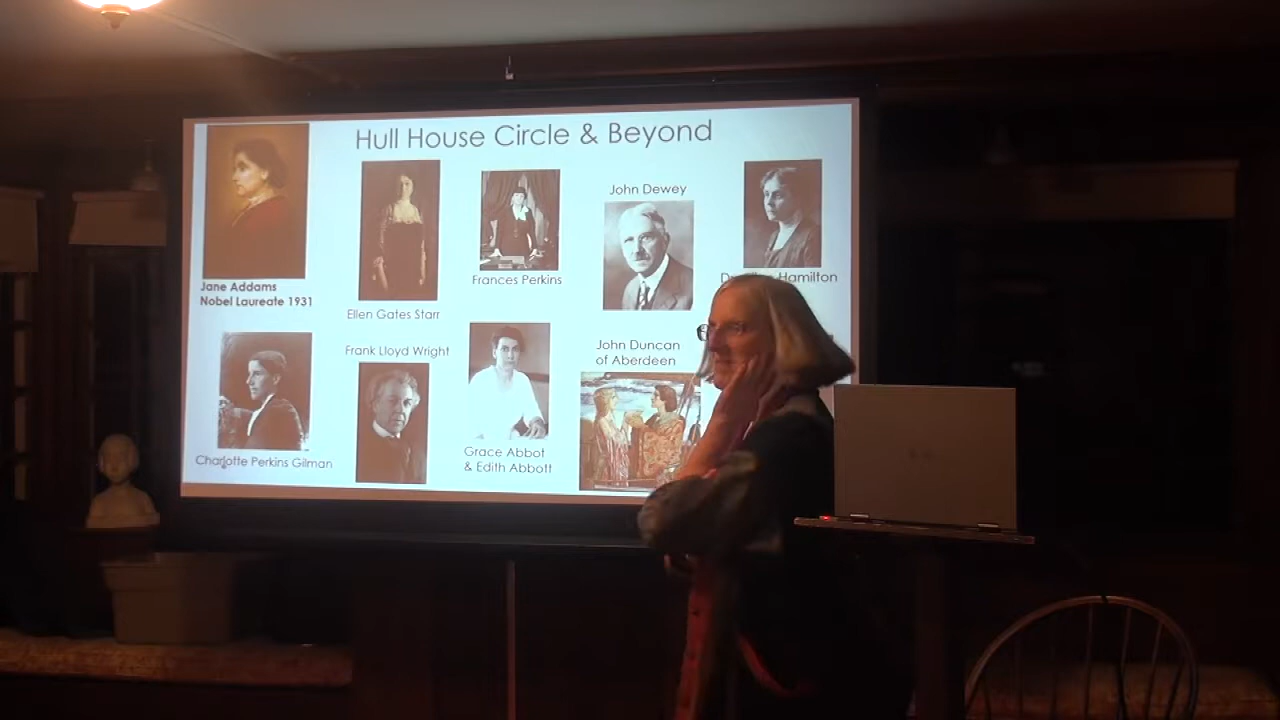 Hull House Circle & Beyond
Jane Addams
Nobel Laureate 1931
Ellen Gates Starr
Frances Perkins
John Dewey
Hamilton
Charlotte Perkins Gilman
Frank Lloyd Wright
Grace Abbot
& Edith Abbott
John Duncan
of Aberdeen